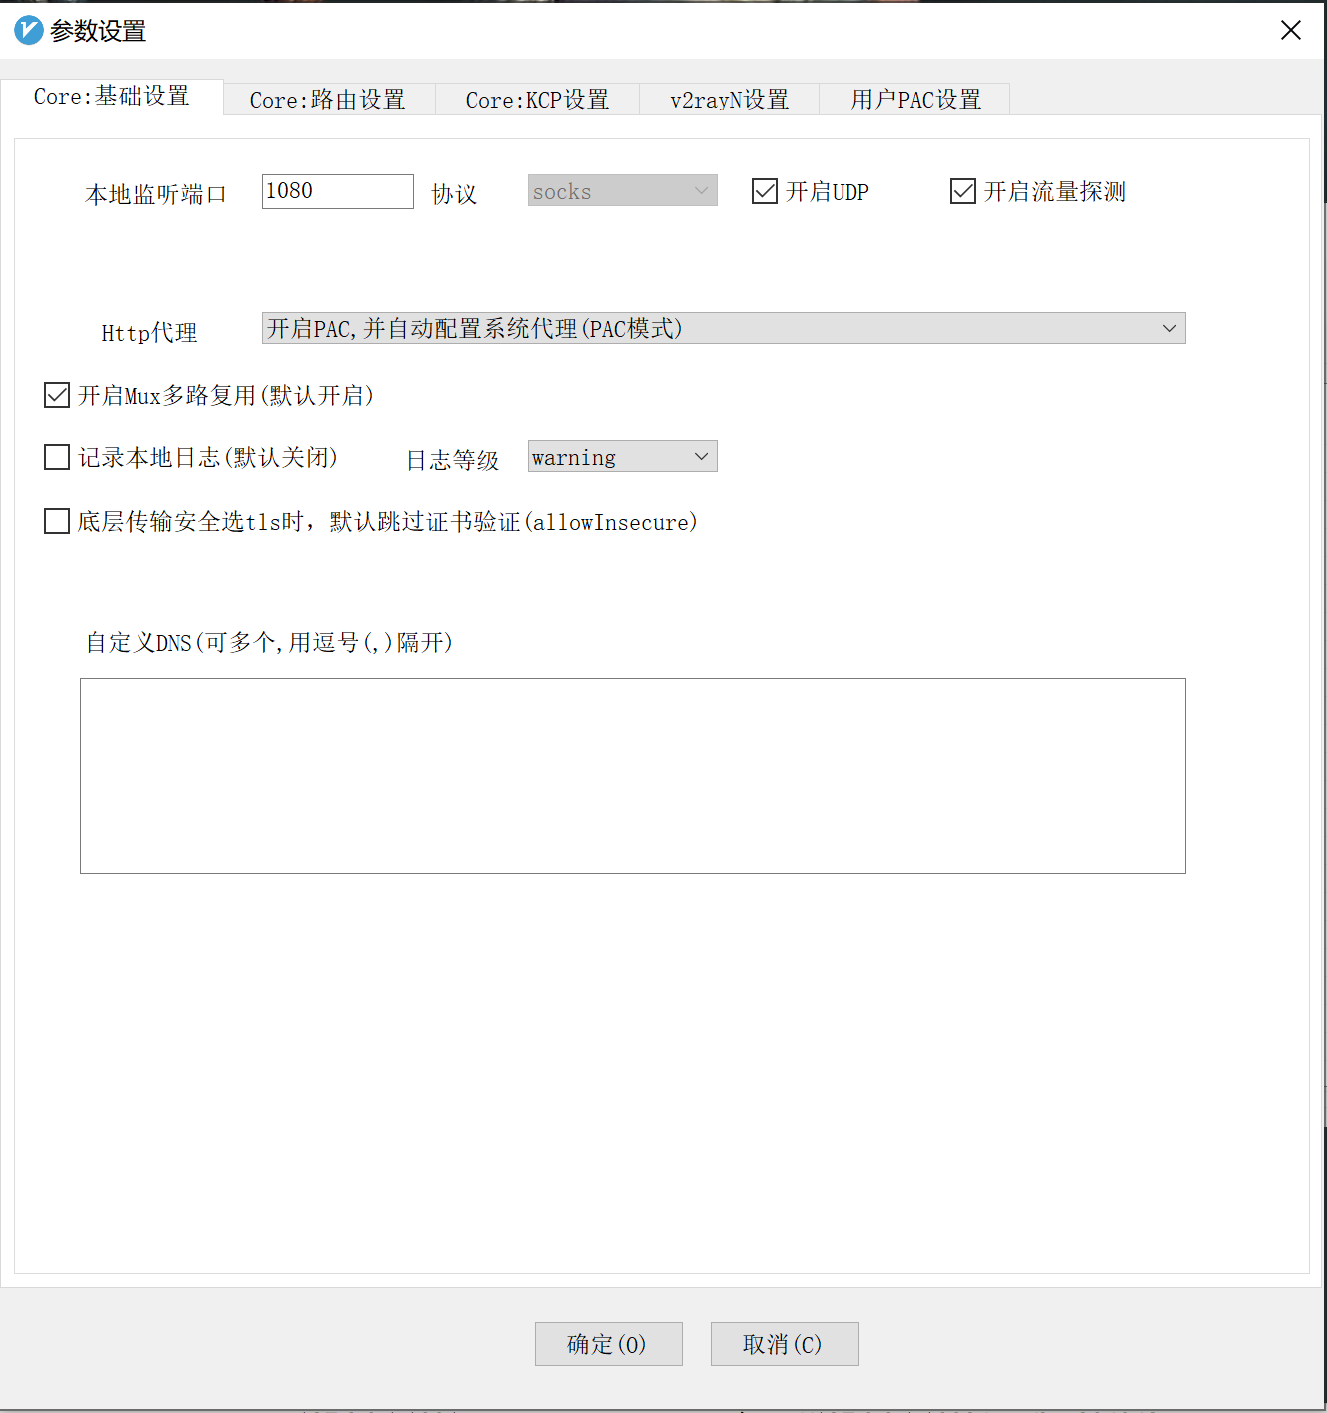 参数设置
Core:基础设置 Core:路由设置 Core:KCP设置 v2rayN设置 用户PAC设置
本地监听端口 1080 协议 socks 开启UDP 开启流量探测
Http代理 开启PAC,并自动配置系统代理(PAC模式)
开启Mux多路复用(默认开启)
记录本地日志(默认关闭) 日志等级 warning
底层传输安全选tls时，默认跳过证书验证(allowInsecure)
自定义DNS(可多个,用逗号(,)隔开)
确定(O) 取消(C)